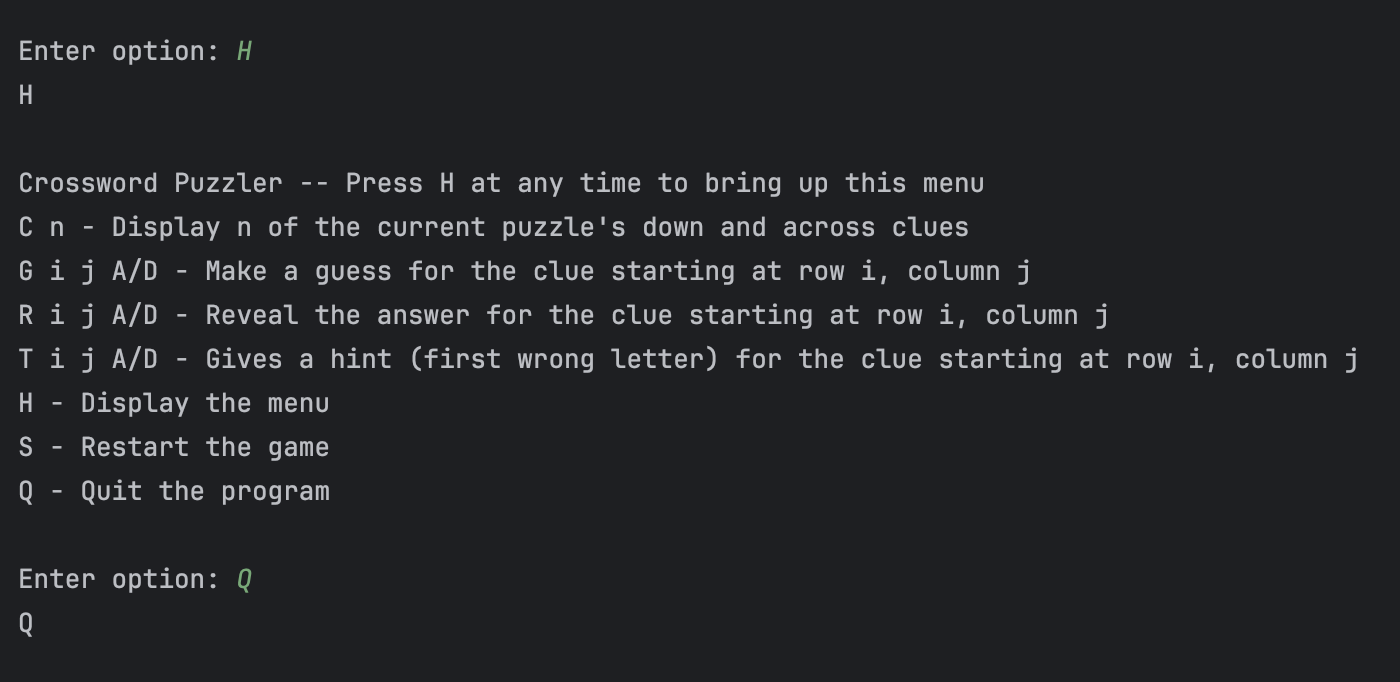 Enter option: H
H
Crossword Puzzler -- Press H at any time to bring up this menu
C n - Display n of the current puzzle's down and across clues
G i j A/D - Make a guess for the clue starting at row i, column j
R i j A/D - Reveal the answer for the clue starting at row i, column j
T i j A/D - Gives a hint (first wrong letter) for the clue starting at row i, column j
H - Display the menu
S - Restart the game
Q - Quit the program
Enter option: Q
Q